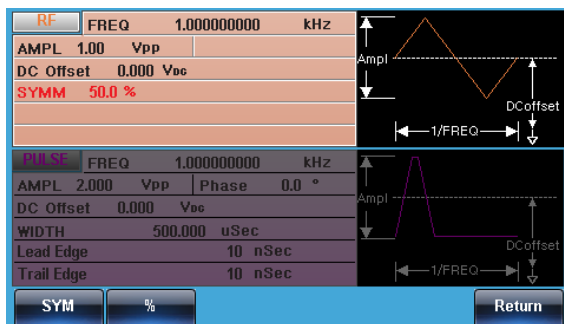 RF FREQ 1.000000000 kHz
AMPL 1.00 Vpp
DC Offset 0.000 VDC
SYMM 50.0 %
Ampl
DCoffset
1/FREQ
PULSE FREQ 1.000000000 kHz
AMPL 2.000 Vpp Phase 0.0 °
DC Offset 0.000 VDC
WIDTH 500.000 uSec
Lead Edge 10 nSec
Trail Edge 10 nSec
Ampl
DCoffset
1/FREQ
SYM % Return